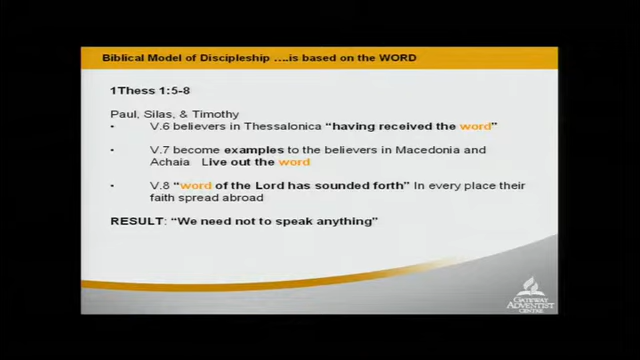 Biblical Model of Discipleship ….is based on the WORD
1Thess 1:5-8
Paul, Silas, & Timothy
• V.6 believers in Thessalonica “having received the word”
• V.7 become examples to the believers in Macedonia and
Achaia Live out the word
• V.8 “word of the Lord has sounded forth” In every place their
faith spread abroad
RESULT: “We need not to speak anything”
GATEWAY
ADVENTIST
CENTRE